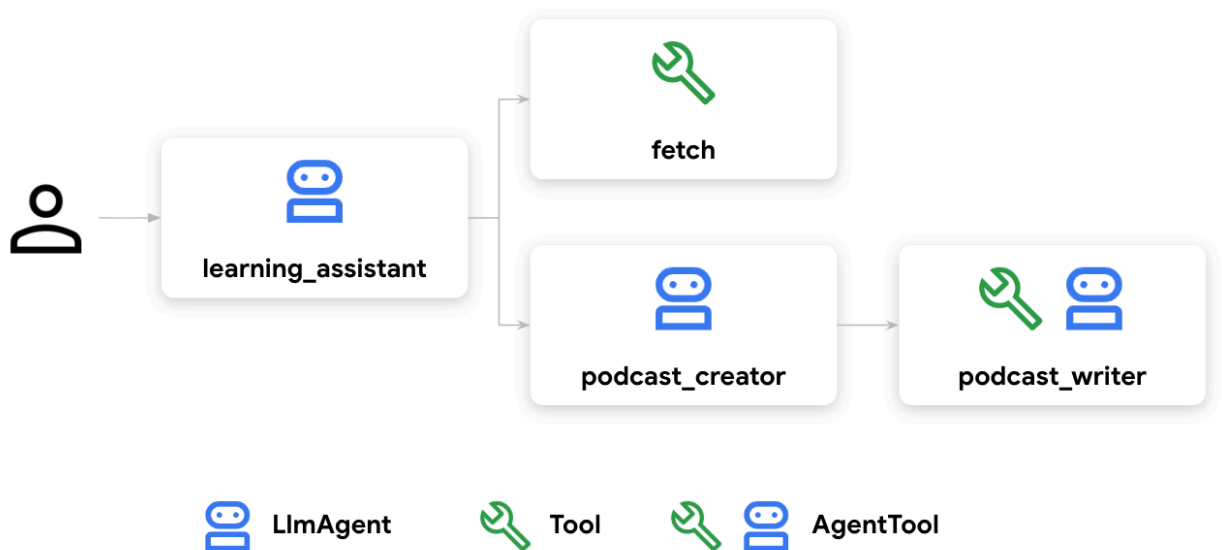 fetch
learning_assistant
podcast_creator
podcast_writer
LlmAgent
Tool
AgentTool